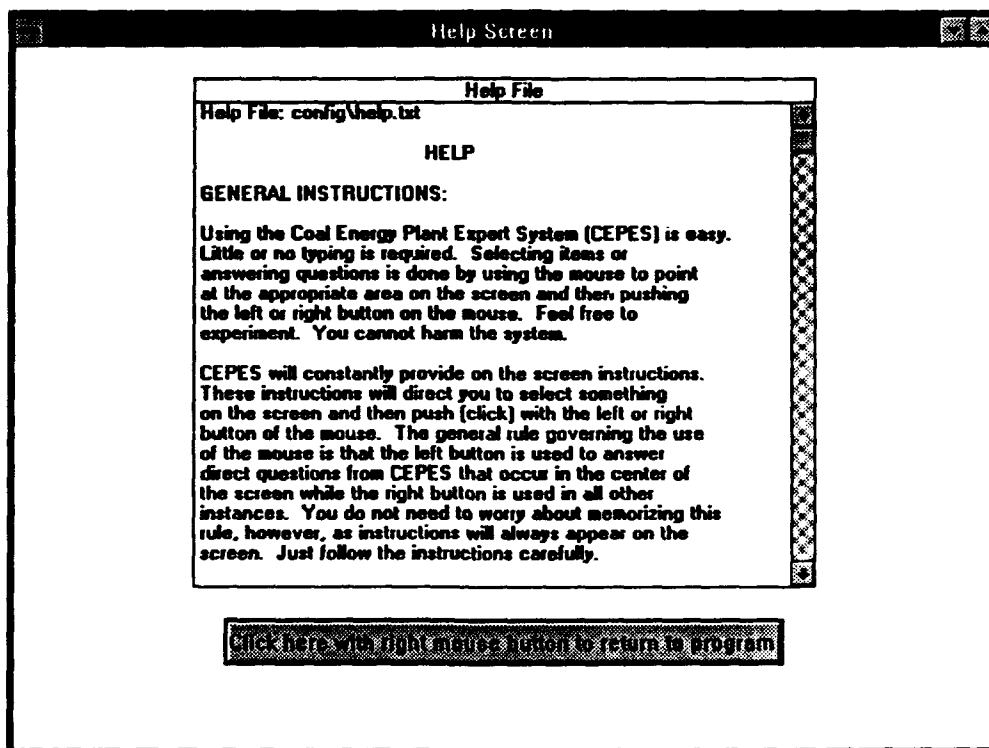 Help Screen
Help File
Help File: config\help.txt
HELP
GENERAL INSTRUCTIONS:
Using the Coal Energy Plant Expert System (CEPES) is easy.
Little or no typing is required. Selecting items or
answering questions is done by using the mouse to point
at the appropriate area on the screen and then pushing
the left or right button on the mouse. Feel free to
experiment. You cannot harm the system.
CEPES will constantly provide on the screen instructions.
These instructions will direct you to select something
on the screen and then push (click) with the left or right
button of the mouse. The general rule governing the use
of the mouse is that the left button is used to answer
direct questions from CEPES that occur in the center of
the screen while the right button is used in all other
instances. You do not need to worry about memorizing this
rule, however, as instructions will always appear on the
screen. Just follow the instructions carefully.
Click here with right mouse button to return to program